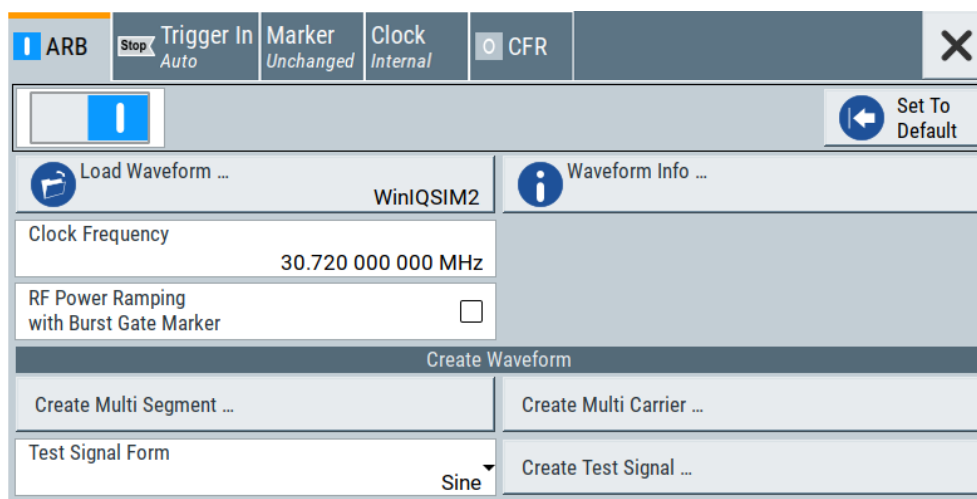 ARB
Stop
Trigger In
Auto
Marker
Unchanged
Clock
Internal
O CFR
Set To
Default
Load Waveform ...
WinIQSIM2
Waveform Info ...
Clock Frequency
30.720 000 000 MHz
RF Power Ramping
with Burst Gate Marker
Create Waveform
Create Multi Segment ...
Create Multi Carrier ...
Test Signal Form
Sine
Create Test Signal ...